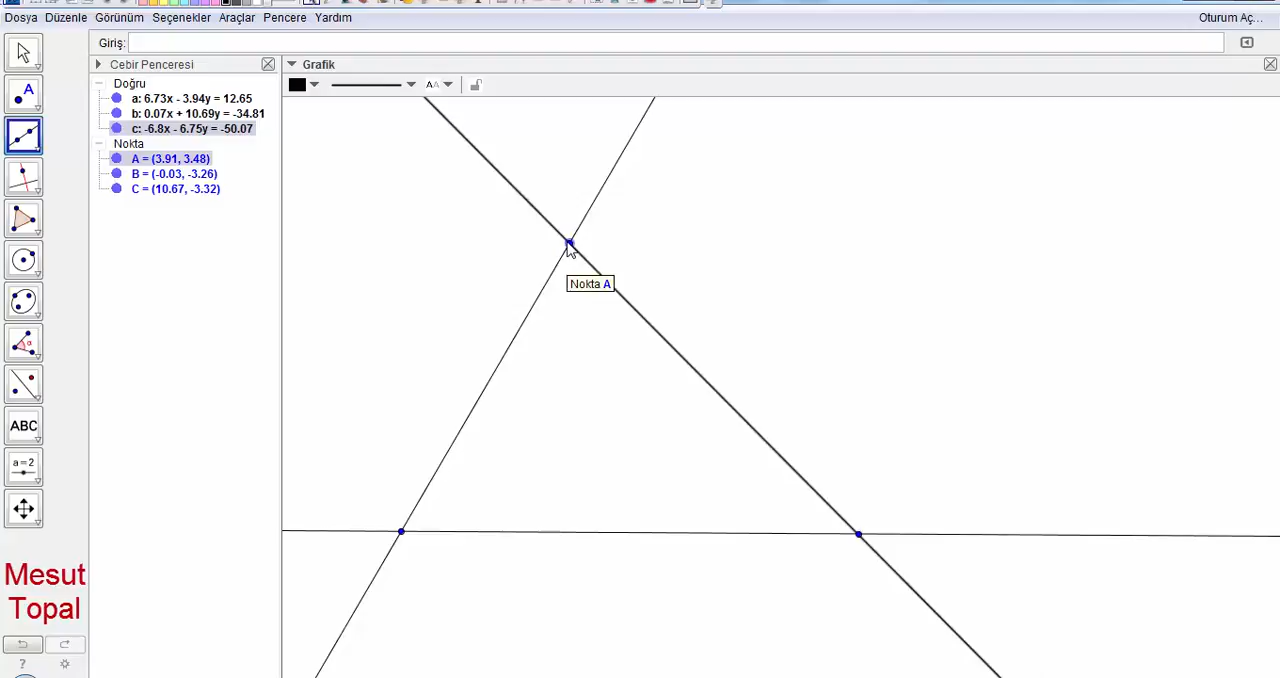 Dosya Düzenle Görünüm Seçenekler Araçlar Pencere Yardım
Oturum Aç...
Giriş:
Cebir Penceresi
Grafik
AA
Doğru
a: 6.73x - 3.94y = 12.65
b: 0.07x + 10.69y = -34.81
c: -6.8x - 6.75y = -50.07
Nokta
A = (3.91, 3.48)
B = (-0.03, -3.26)
C = (10.67, -3.32)
A
α
ABC
a=2
Nokta A
Mesut
Topal
?